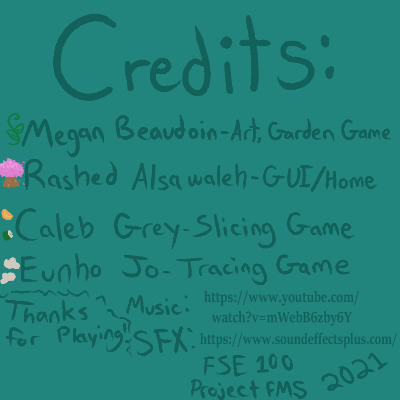 Credits:
Megan Beaudoin-Art, Garden Game
Rashed Alsawaleh-GUI/Home
Caleb Grey-Slicing Game
Eunho Jo-Tracing Game
Thanks for Playing!
Music: https://www.youtube.com/
watch?v=mWebB6zby6Y
SFX: https://www.soundeffectsplus.com/
FSE 100
Project FMS 2021